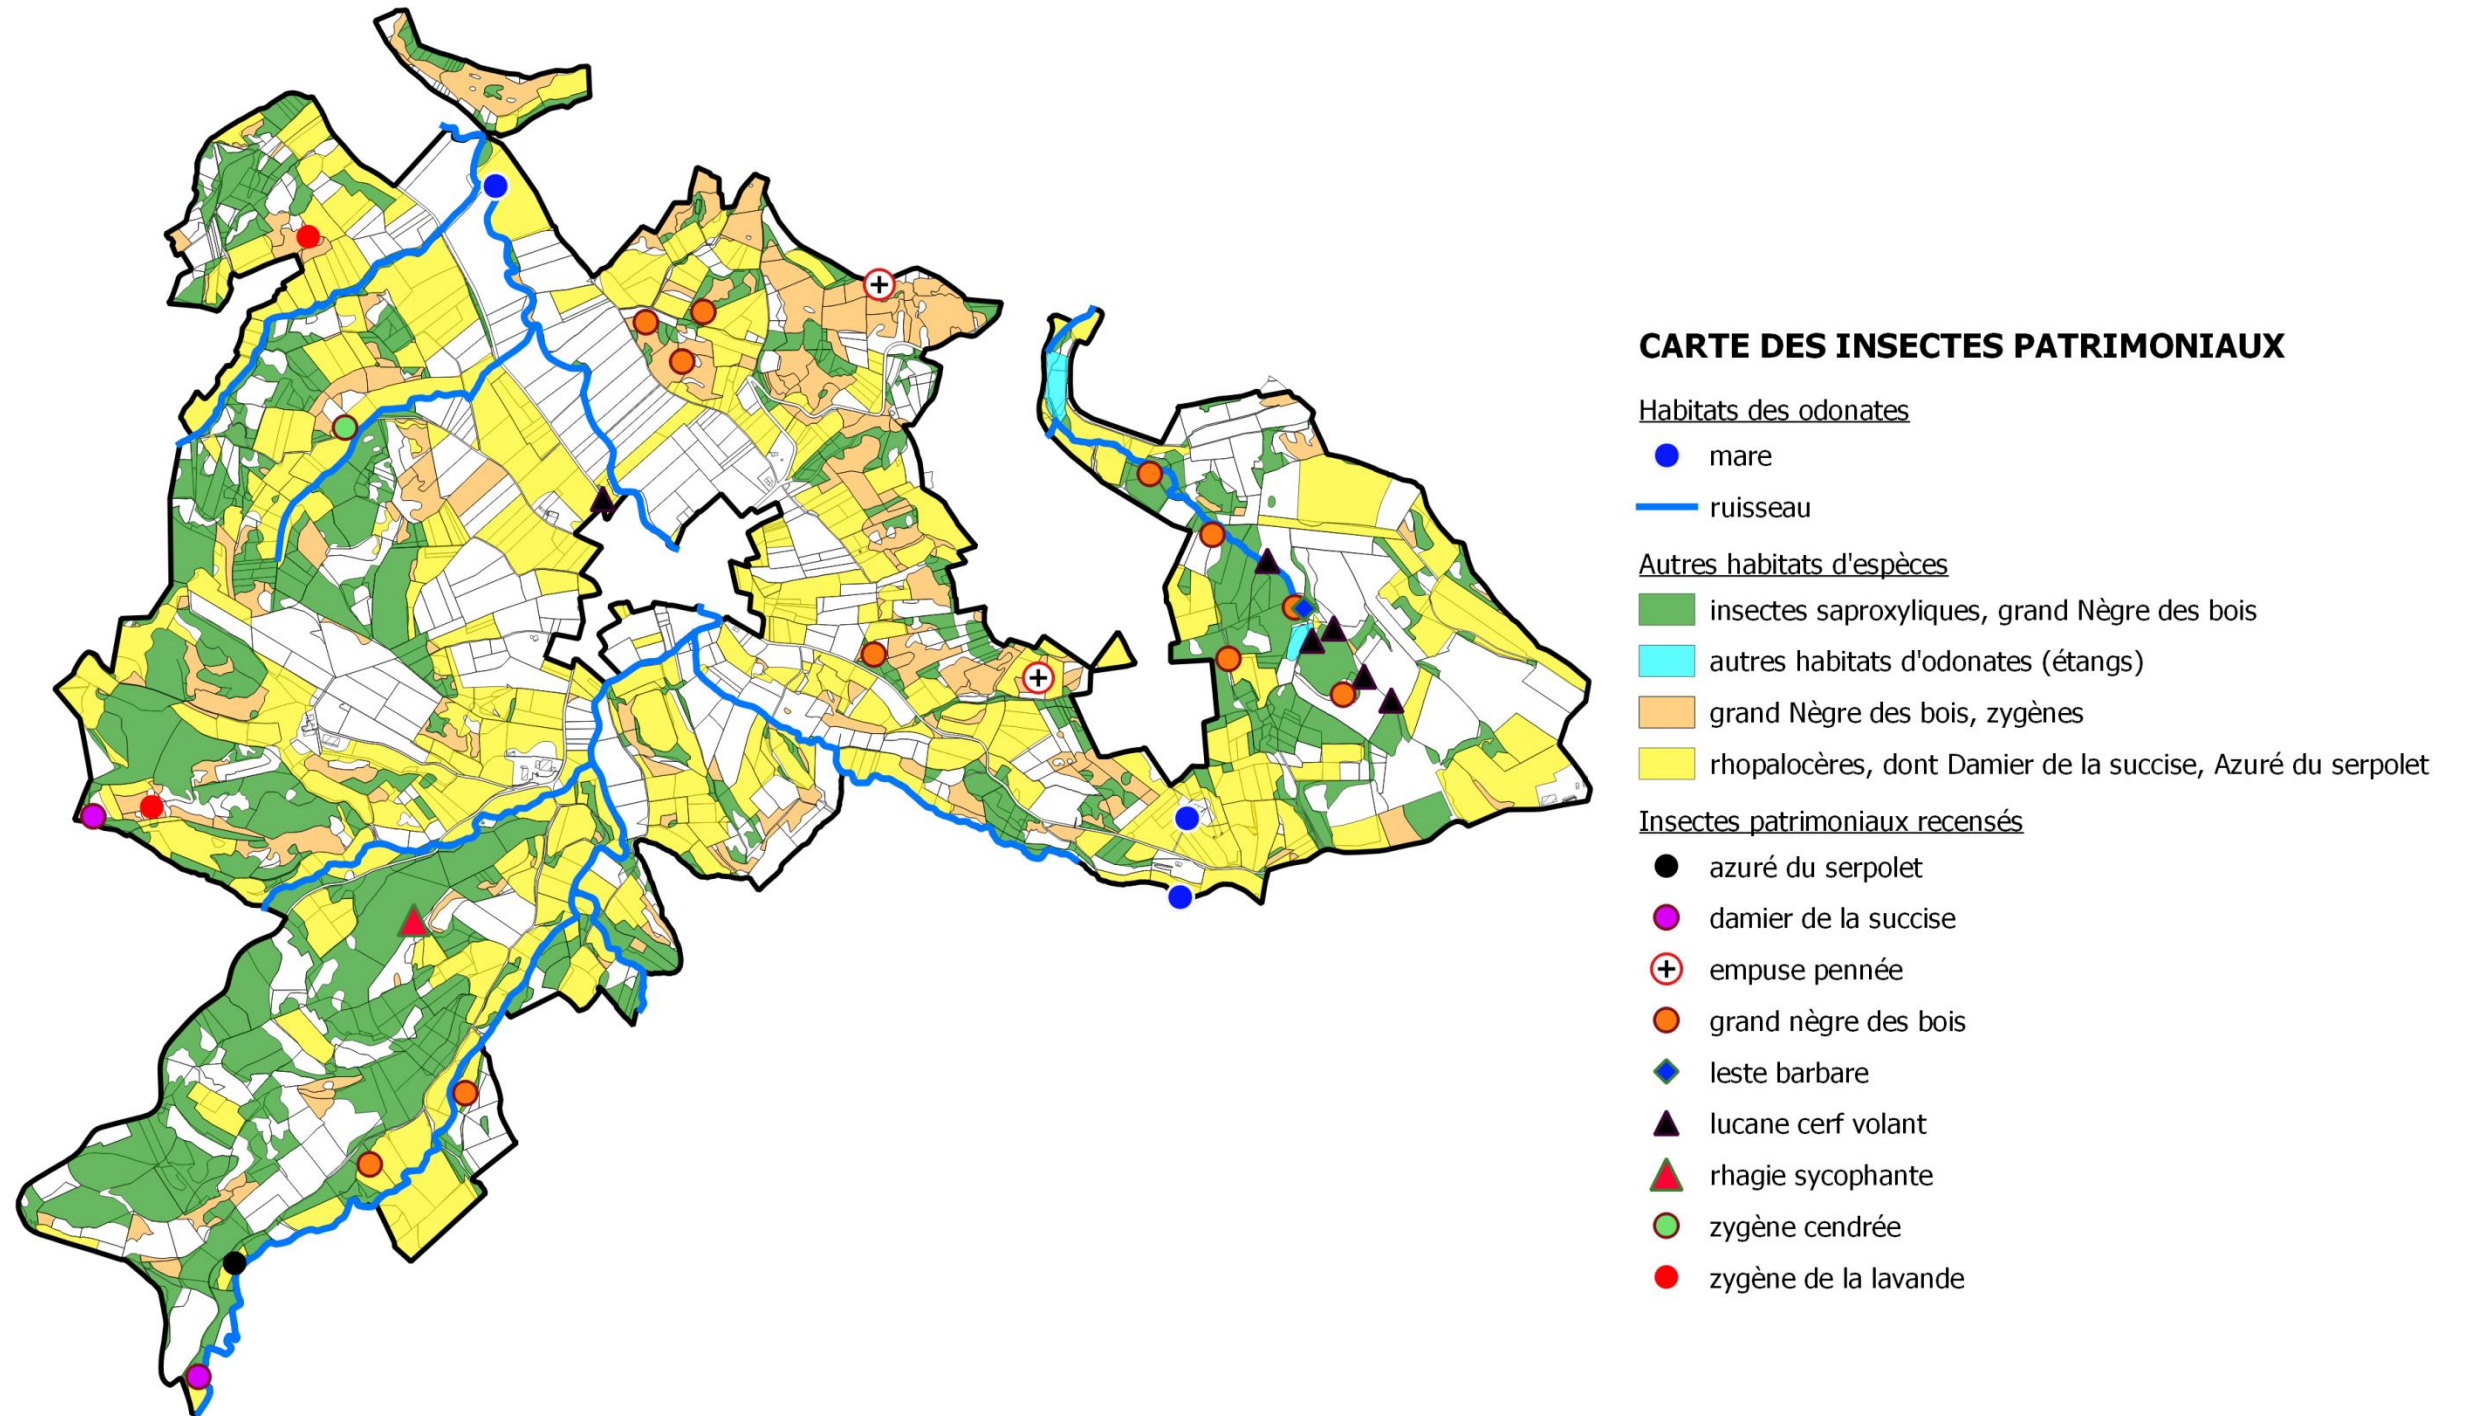 CARTE DES INSECTES PATRIMONIAUX
Habitats des odonates
mare
ruisseau
Autres habitats d'espèces
insectes saproxyliques, grand Nègre des bois
autres habitats d'odonates (étangs)
grand Nègre des bois, zygènes
rhopalocères, dont Damier de la succise, Azuré du serpolet
Insectes patrimoniaux recensés
azuré du serpolet
damier de la succise
empuse pennée
grand nègre des bois
leste barbare
lucane cerf volant
rhagie sycophante
zygène cendrée
zygène de la lavande